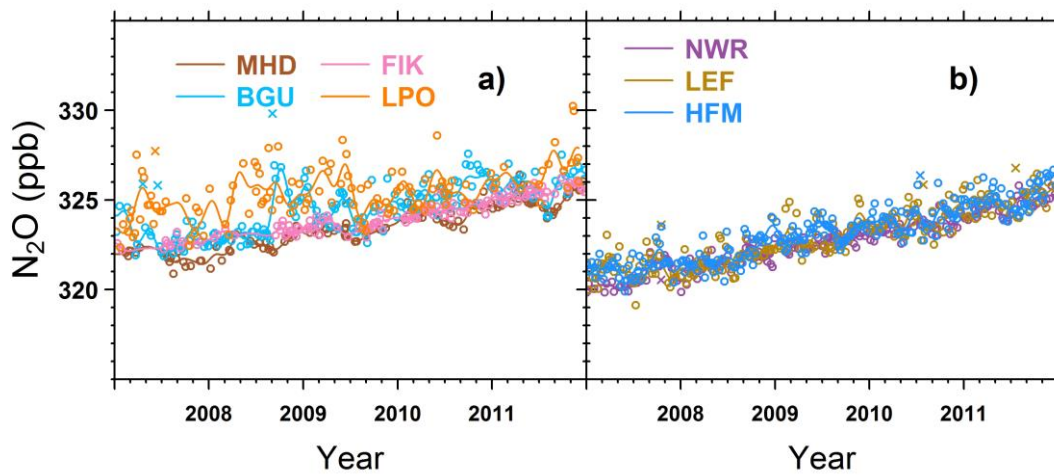 MHD FIK a)
BGU LPO
NWR b)
LEF
HFM
N₂O (ppb)
330
325
320
2008 2009 2010 2011 2008 2009 2010 2011
Year Year